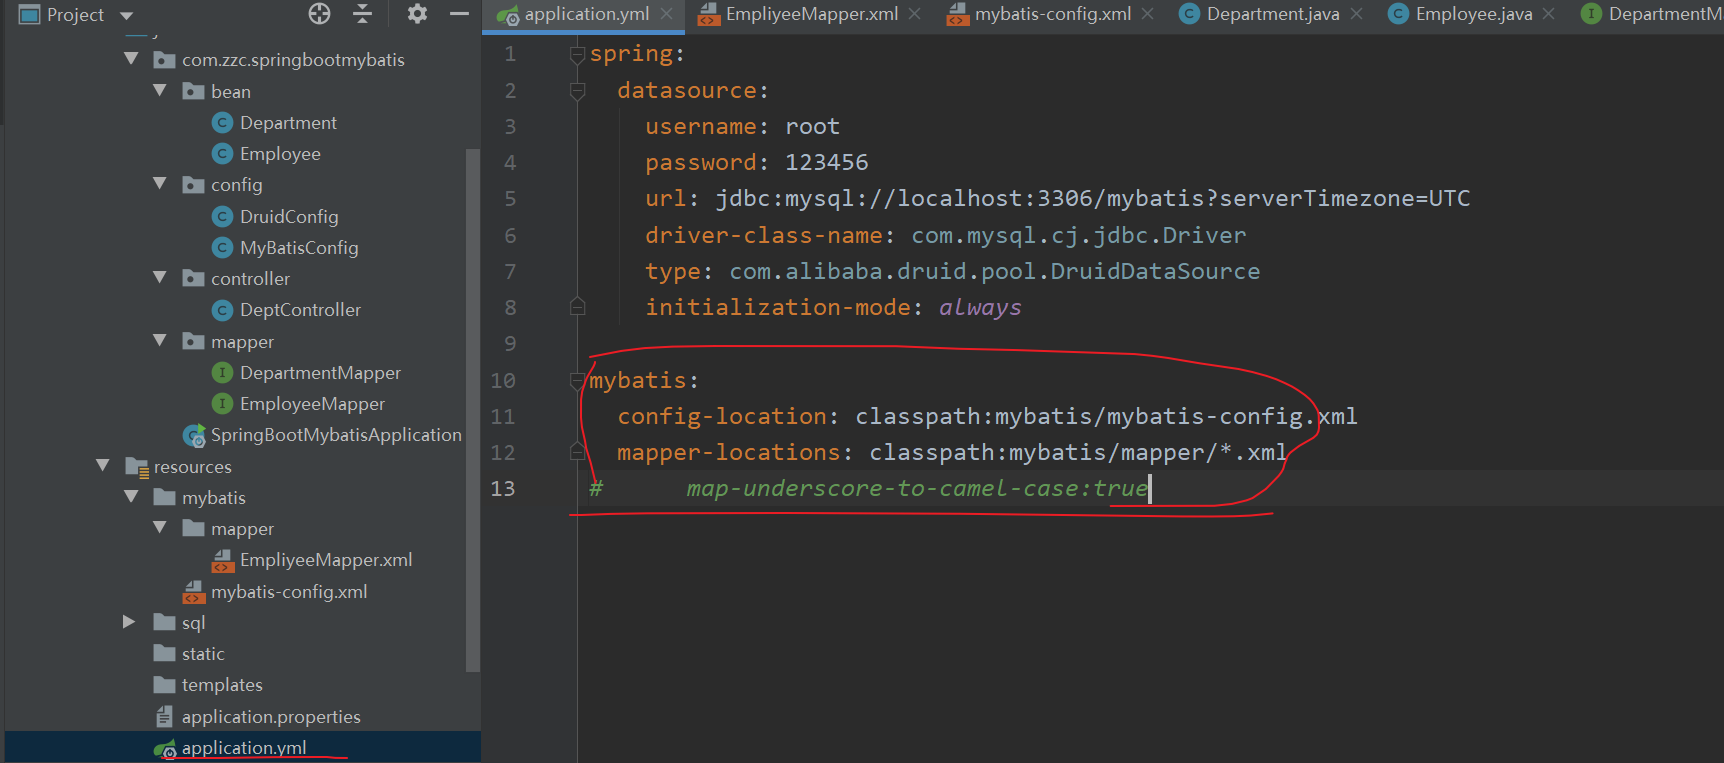 Project
com.zzc.springbootmybatis
bean
Department
Employee
config
DruidConfig
MyBatisConfig
controller
DeptController
mapper
DepartmentMapper
EmployeeMapper
SpringBootMybatisApplication
resources
mybatis
mapper
EmpliyeeMapper.xml
mybatis-config.xml
sql
static
templates
application.properties
application.yml
application.yml EmpliyeeMapper.xml mybatis-config.xml Department.java Employee.java DepartmentM
1 spring:
2 datasource:
3 username: root
4 password: 123456
5 url: jdbc:mysql://localhost:3306/mybatis?serverTimezone=UTC
6 driver-class-name: com.mysql.cj.jdbc.Driver
7 type: com.alibaba.druid.pool.DruidDataSource
8 initialization-mode: always
9
10 mybatis:
11 config-location: classpath:mybatis/mybatis-config.xml
12 mapper-locations: classpath:mybatis/mapper/*.xml
13 # map-underscore-to-camel-case:true